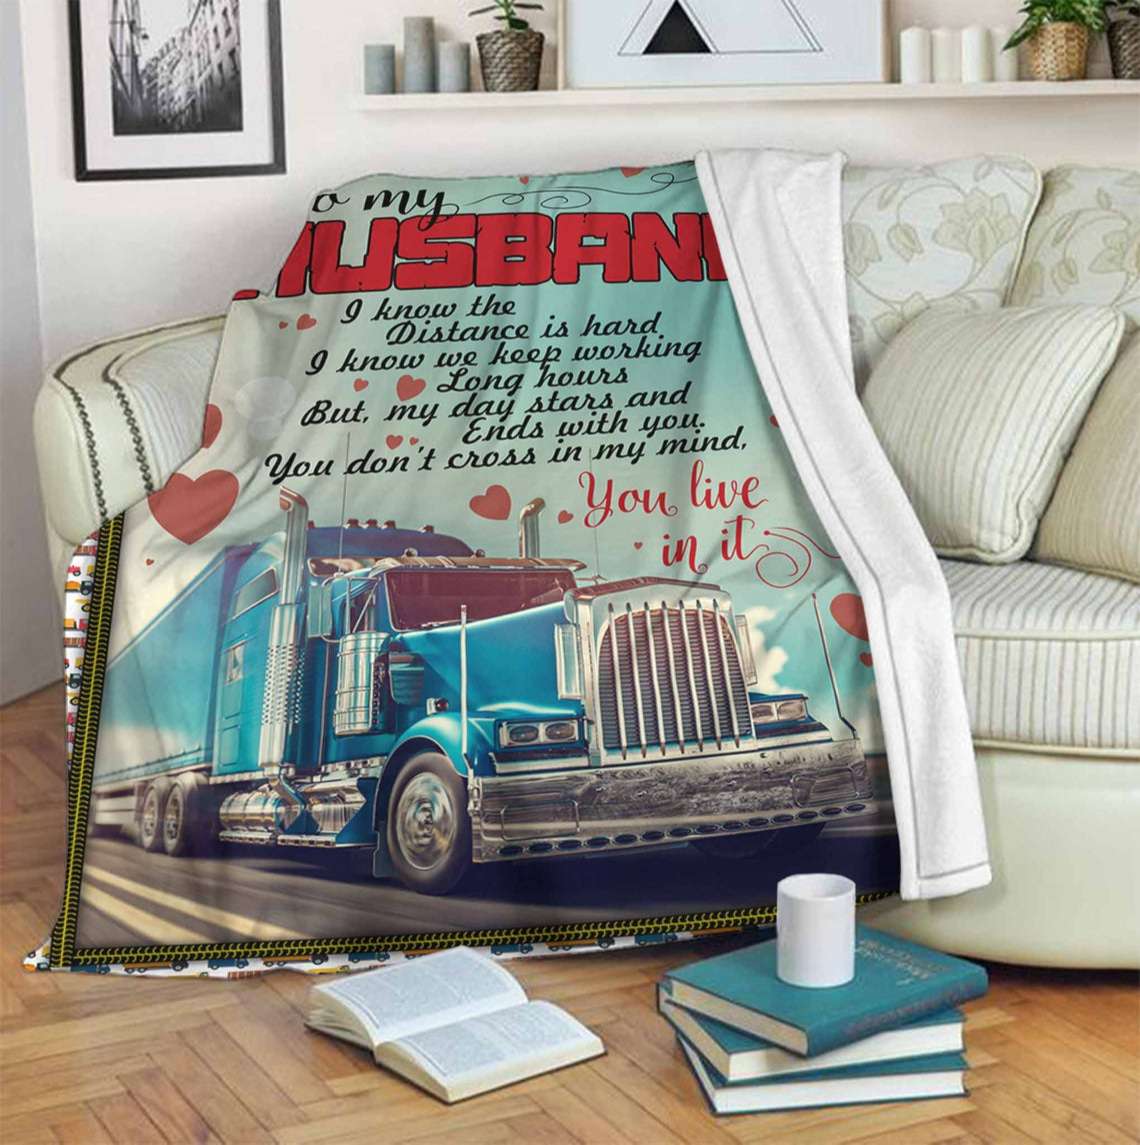 o my
HUSBAND
I know the
Distance is hard
I know we keep working
Long hours
But, my day stars and
Ends with you.
You don't cross in my mind,
You live
in it